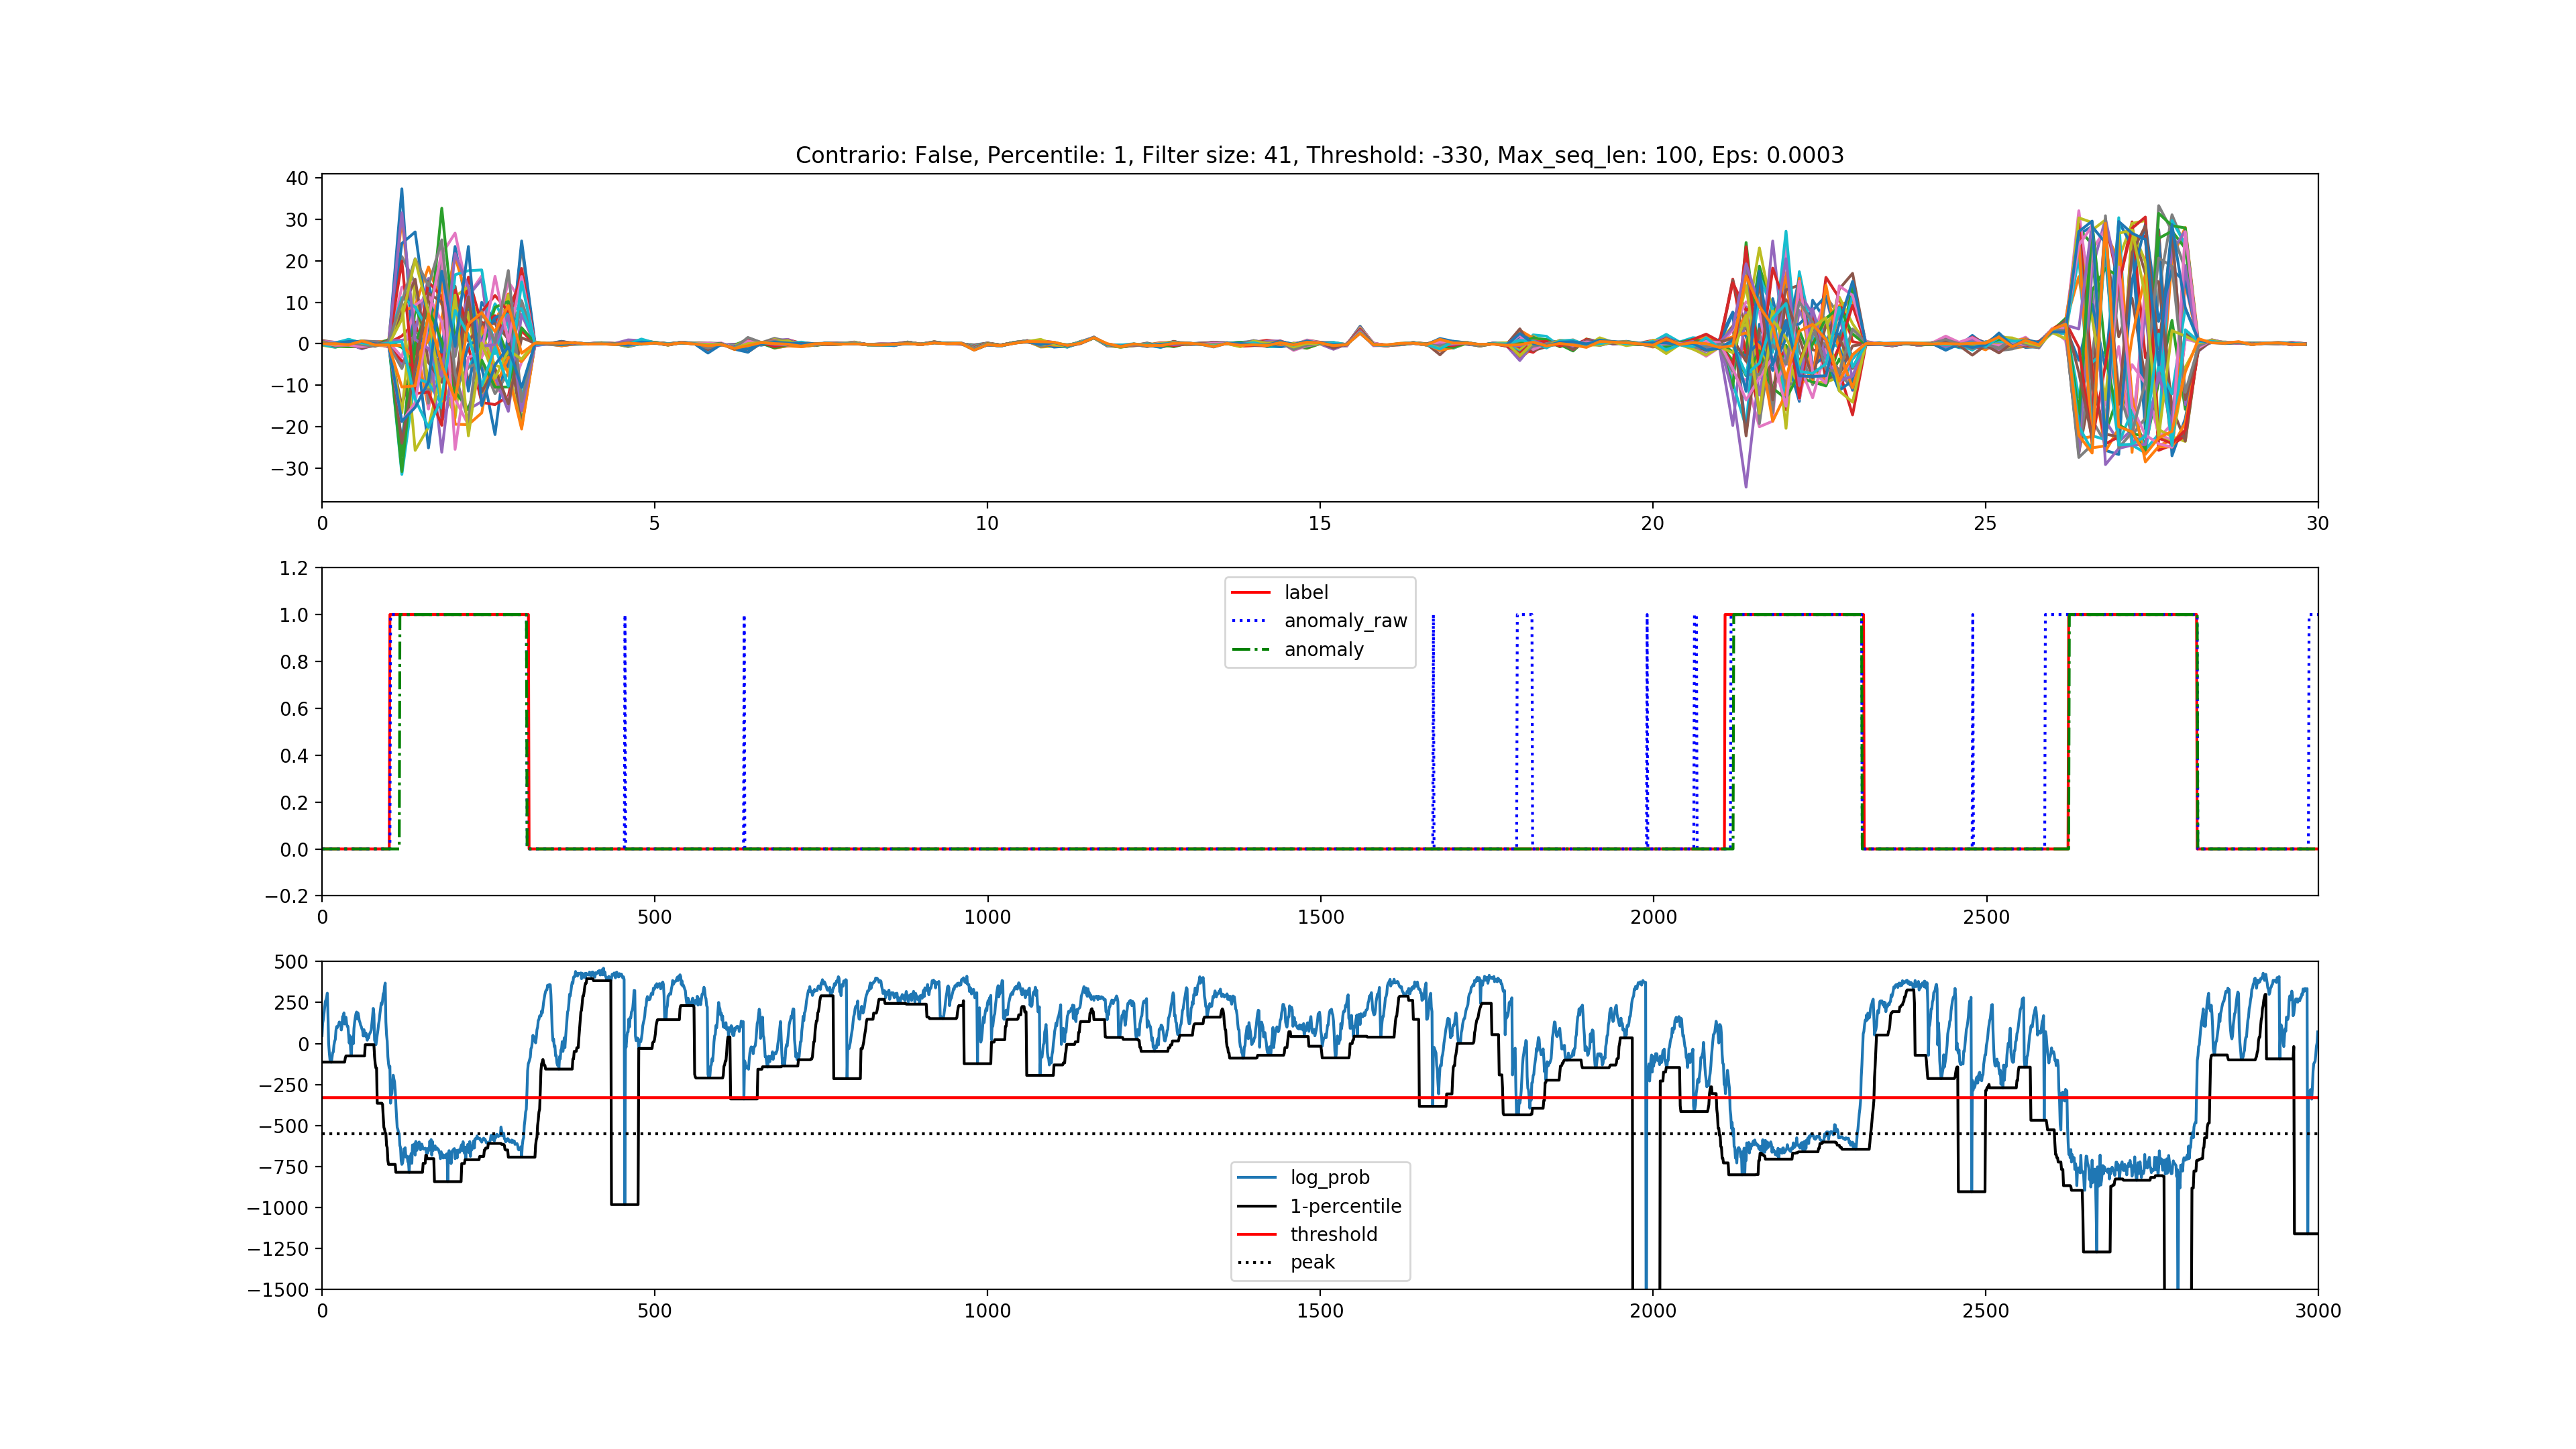 Contrario: False, Percentile: 1, Filter size: 41, Threshold: -330, Max_seq_len: 100, Eps: 0.0003
40
30
20
10
0
−10
−20
−30
0 5 10 15 20 25 30
1.2
1.0
0.8
0.6
0.4
0.2
0.0
−0.2
label
anomaly_raw
anomaly
0 500 1000 1500 2000 2500
500
250
0
−250
−500
−750
−1000
−1250
−1500
log_prob
1-percentile
threshold
peak
0 500 1000 1500 2000 2500 3000